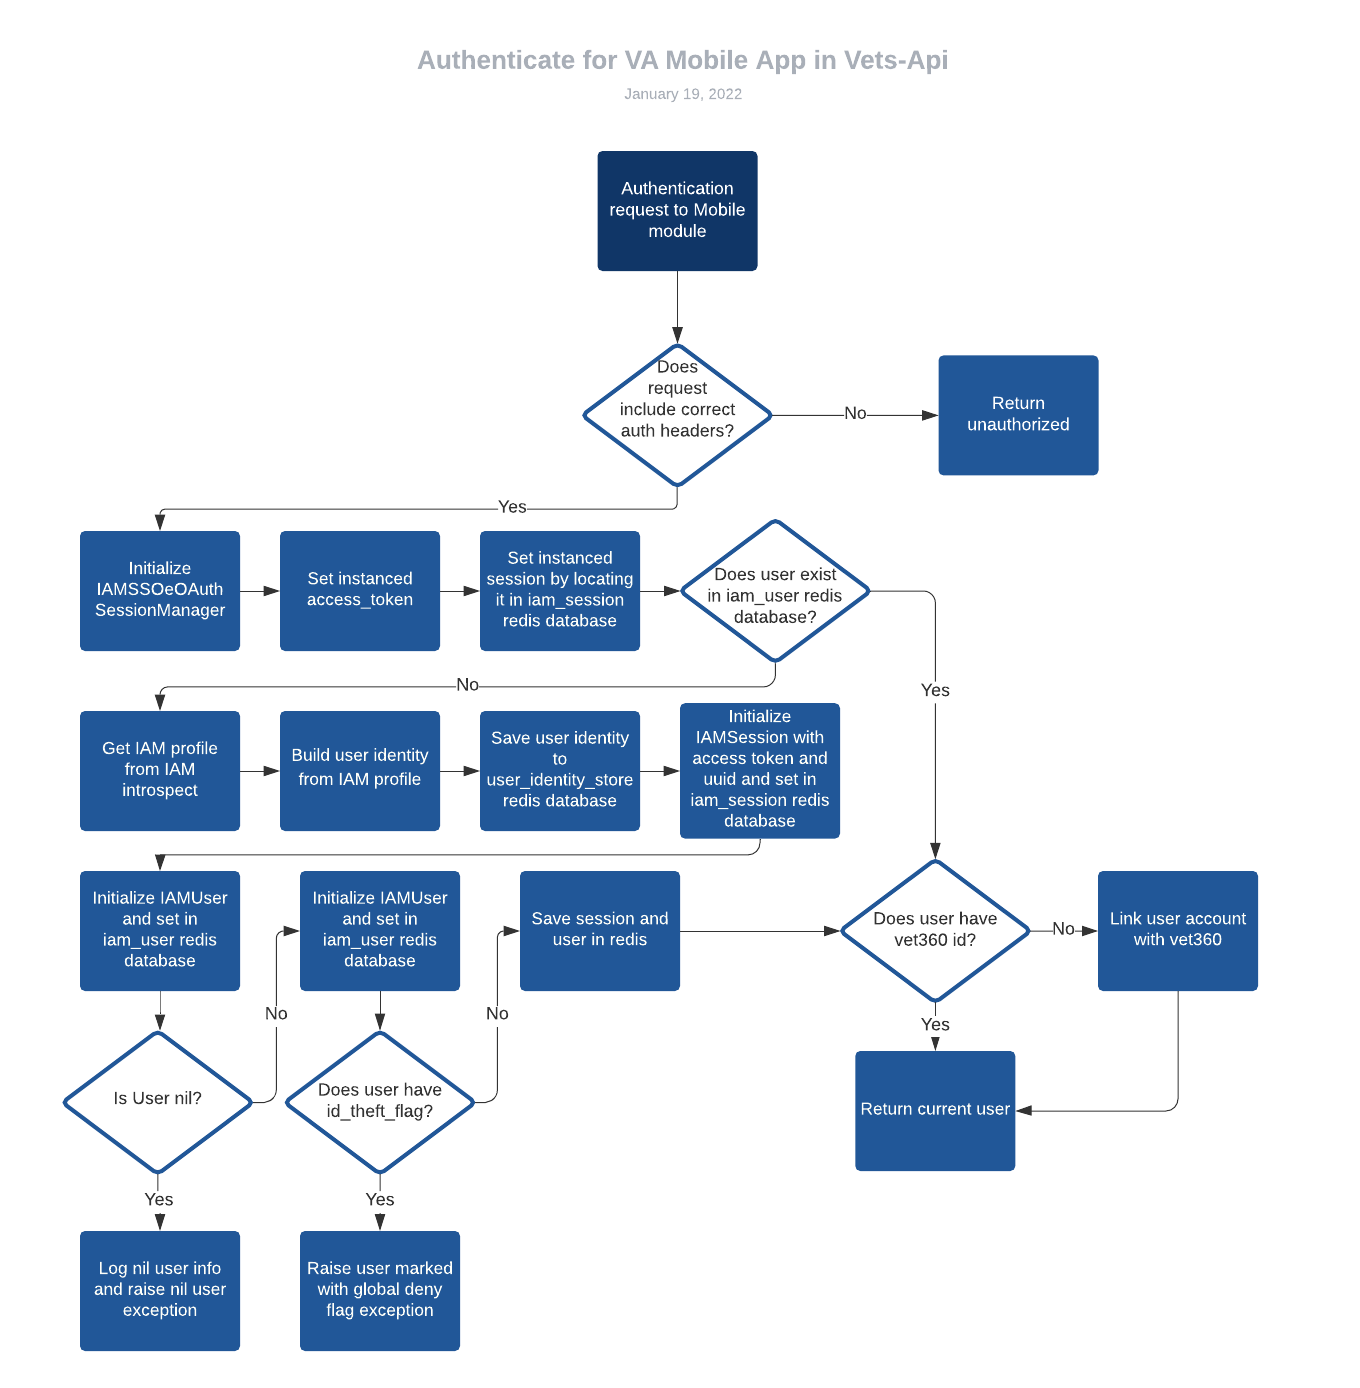 Authenticate for VA Mobile App in Vets-Api
January 19, 2022
Authentication
request to Mobile
module
Does
request
include correct
auth headers?
No
Return
unauthorized
Yes
Initialize
IAMSSOeOAuth
SessionManager
Set instanced
access_token
Set instanced
session by locating
it in iam_session
redis database
Does user exist
in iam_user redis
database?
Yes
No
Get IAM profile
from IAM
introspect
Build user identity
from IAM profile
Save user identity
to
user_identity_store
redis database
Initialize
IAMSession with
access token and
uuid and set in
iam_session redis
database
Initialize IAMUser
and set in
iam_user redis
database
No
Initialize IAMUser
and set in
iam_user redis
database
No
Save session and
user in redis
Does user have
vet360 id?
No
Link user account
with vet360
Yes
Return current user
Is User nil?
Does user have
id_theft_flag?
Yes
Yes
Log nil user info
and raise nil user
exception
Raise user marked
with global deny
flag exception